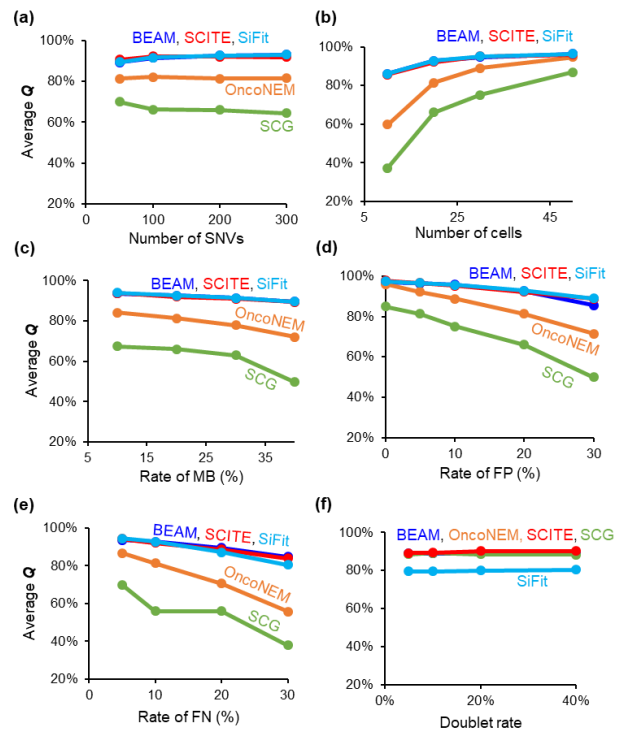 (a)
100%
80%
60%
40%
20%
0
100
200
300
BEAM, SCITE, SiFit
OncoNEM
SCG
Average Q
Number of SNVs
(b)
100%
80%
60%
40%
20%
5
25
45
BEAM, SCITE, SiFit
OncoNEM
SCG
Number of cells
(c)
100%
80%
60%
40%
20%
5
15
25
35
BEAM, SCITE, SiFit
OncoNEM
SCG
Average Q
Rate of MB (%)
(d)
100%
80%
60%
40%
20%
0
10
20
30
BEAM, SCITE, SiFit
OncoNEM
SCG
Rate of FP (%)
(e)
100%
80%
60%
40%
20%
0
10
20
30
BEAM, SCITE, SiFit
OncoNEM
SCG
Average Q
Rate of FN (%)
(f)
100%
80%
60%
40%
20%
0%
20%
40%
BEAM, OncoNEM, SCITE, SCG
SiFit
Doublet rate